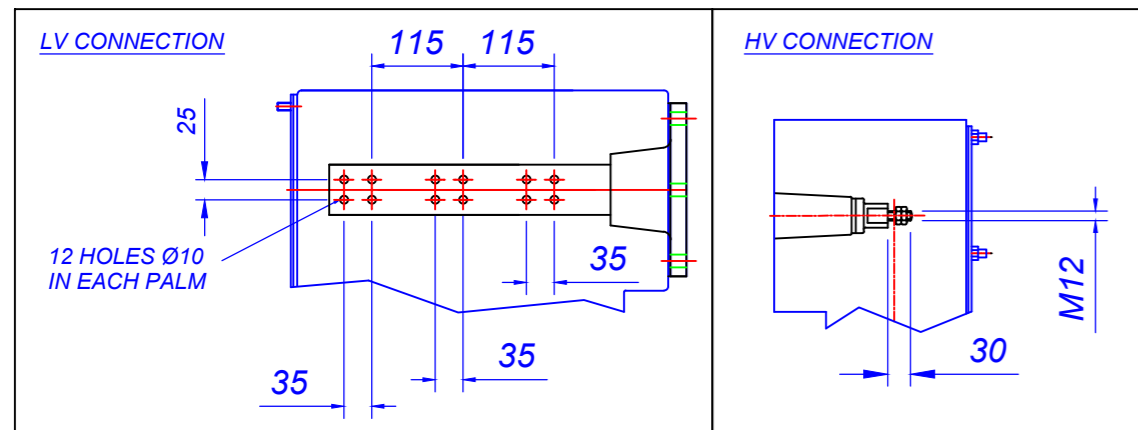 LV CONNECTION
115
115
25
12 HOLES Ø10
IN EACH PALM
35
35
35
HV CONNECTION
M12
30